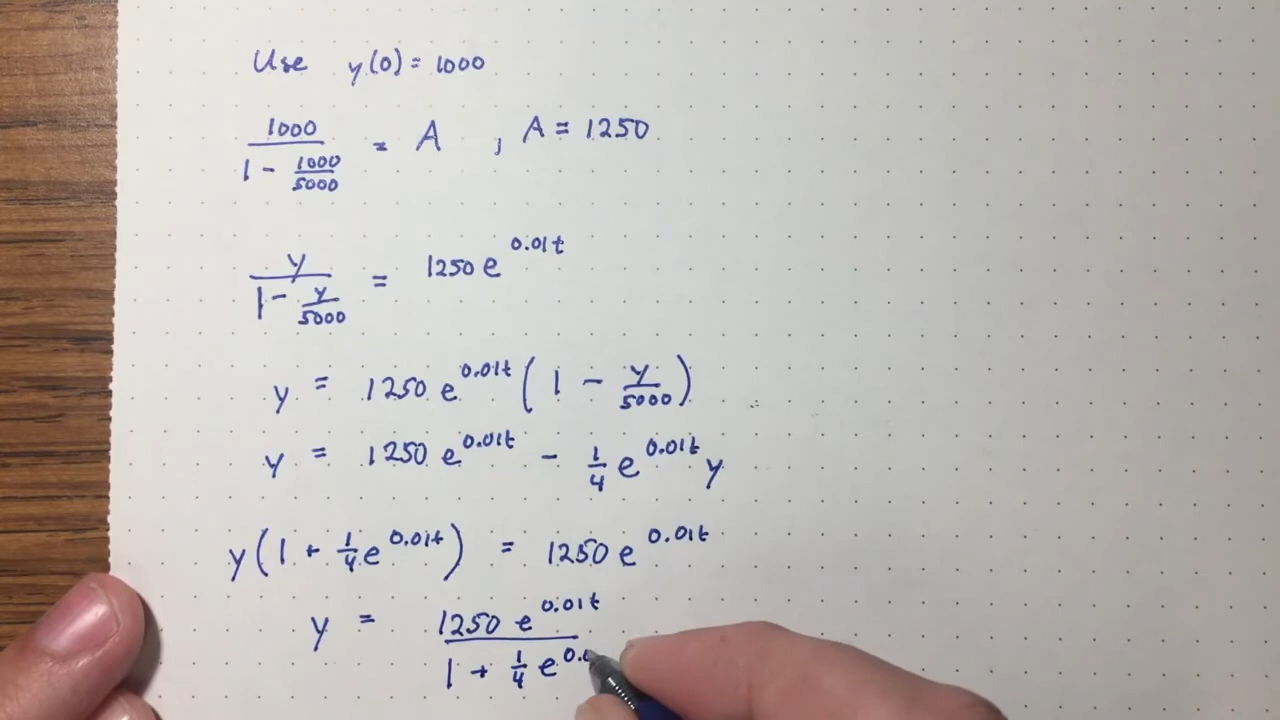 Use y(0) = 1000
1000 / (1 - 1000/5000) = A , A = 1250
y / (1 - y/5000) = 1250 e^0.01t
y = 1250 e^0.01t (1 - y/5000)
y = 1250 e^0.01t - 1/4 e^0.01t y
y(1 + 1/4 e^0.01t) = 1250 e^0.01t
y = 1250 e^0.01t / (1 + 1/4 e^0.0